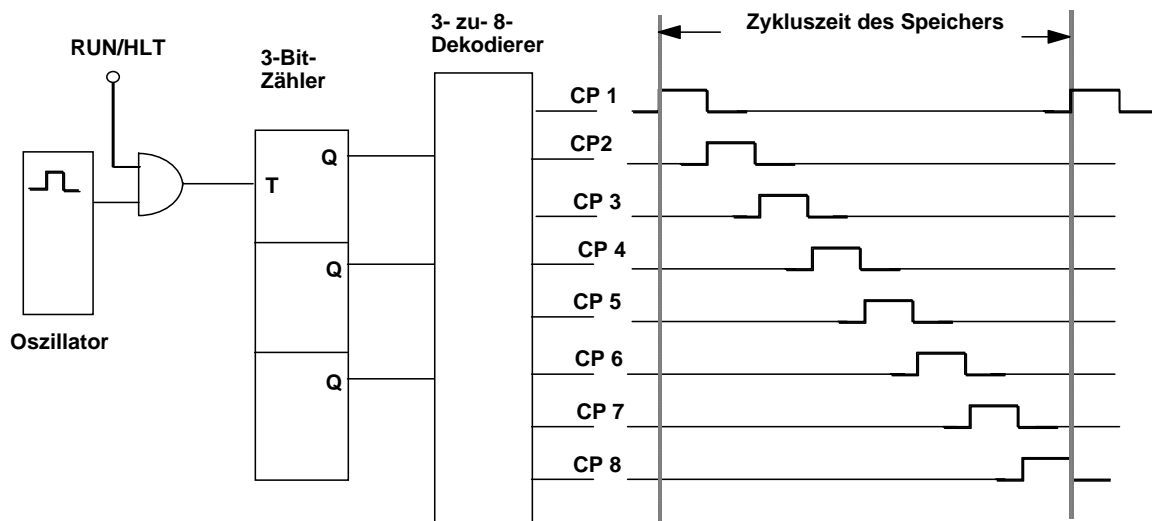 RUN/HLT
3-Bit-
Zähler
3- zu- 8-
Dekodierer
Zykluszeit des Speichers
Oszillator
T
Q
Q
Q
CP 1
CP2
CP 3
CP 4
CP 5
CP 6
CP 7
CP 8